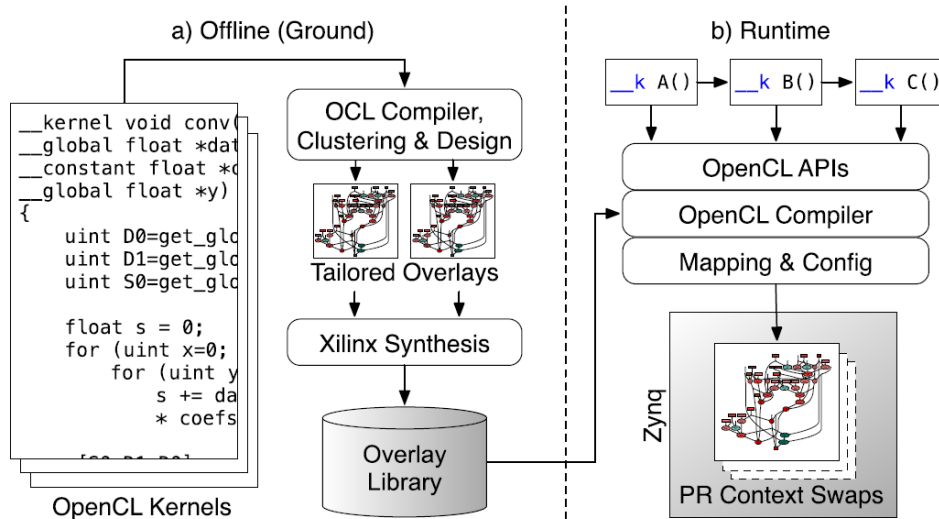 a) Offline (Ground)
__kernel void conv(
__global float *dat
__constant float *c
__global float *y)
{
uint D0=get_glo
uint D1=get_glo
uint S0=get_glo
float s = 0;
for (uint x=0;
for (uint y
s += da
* coefs
OpenCL Kernels
OCL Compiler,
Clustering & Design
Tailored Overlays
Xilinx Synthesis
Overlay
Library
b) Runtime
__k A()
__k B()
__k C()
OpenCL APIs
OpenCL Compiler
Mapping & Config
Zynq
PR Context Swaps